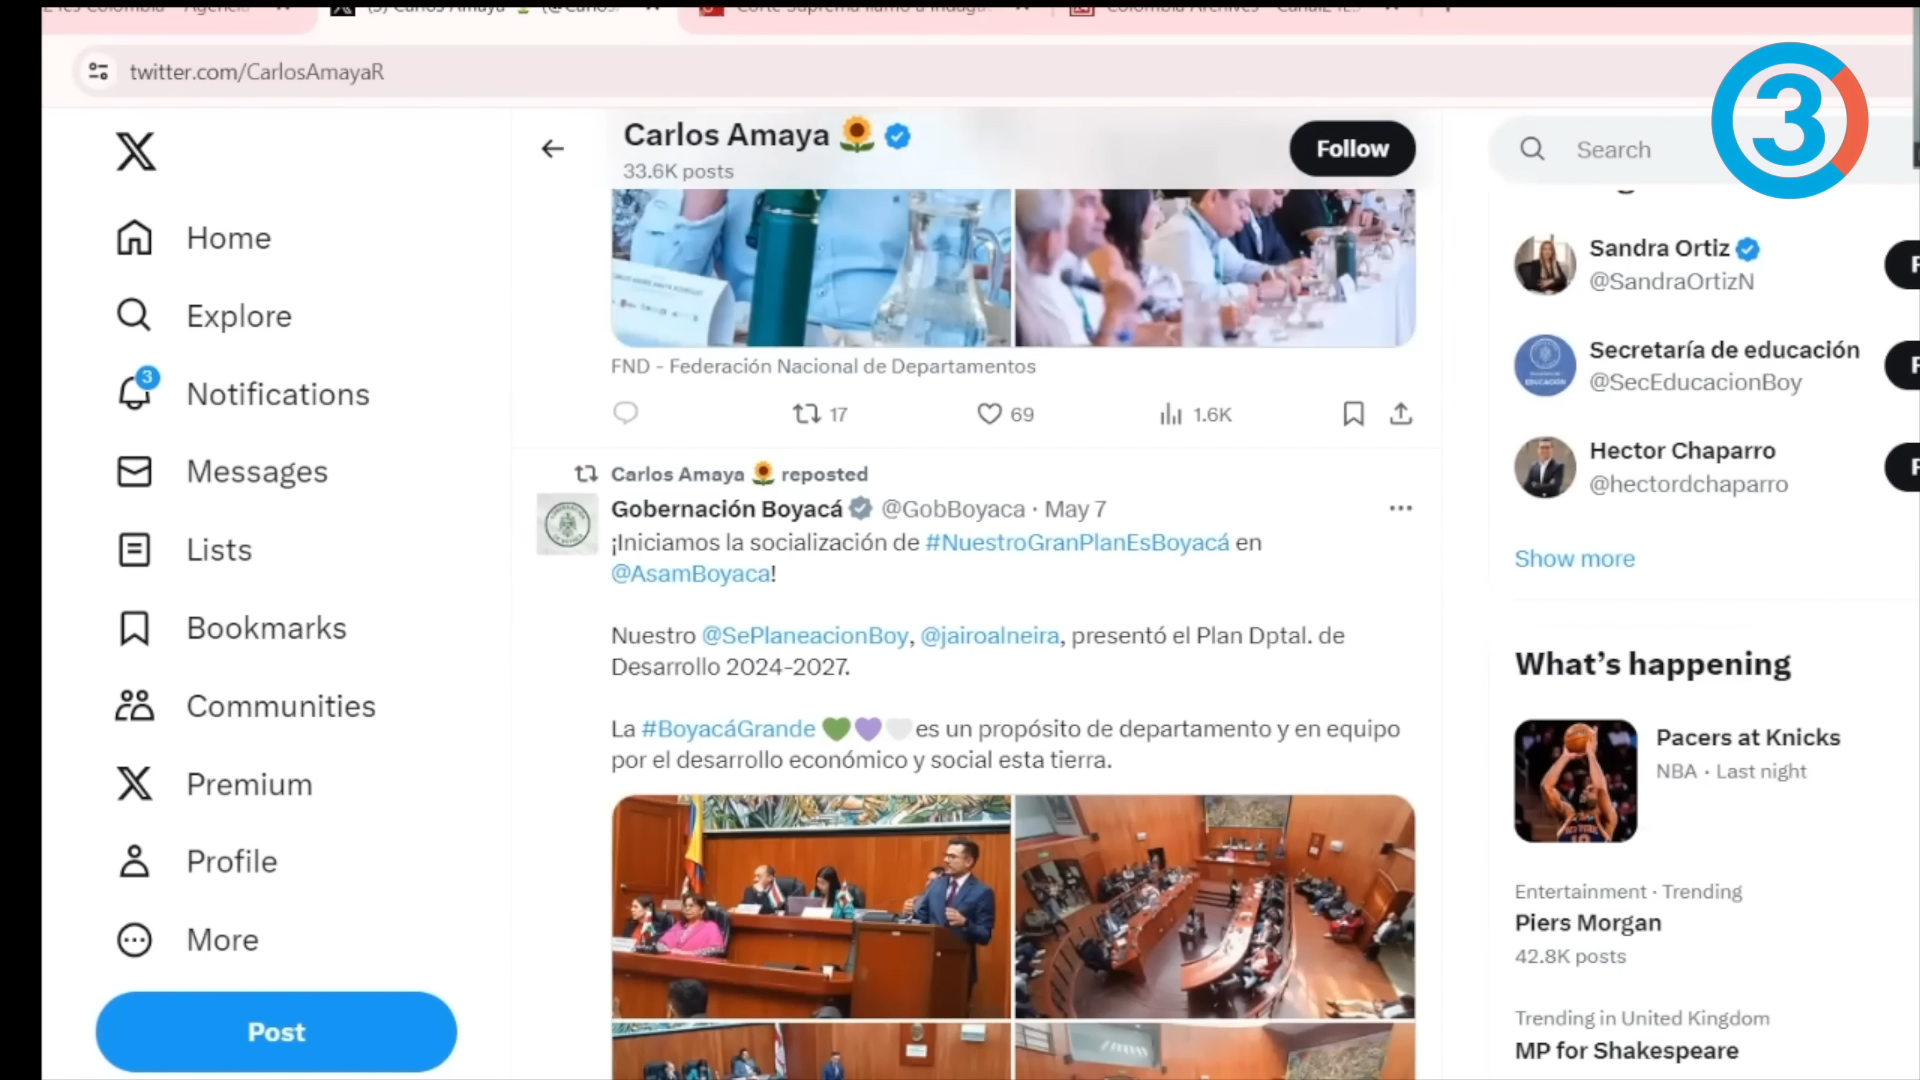 twitter.com/CarlosAmayaR
3
Carlos Amaya
33.6K posts
Follow
Search
Home
Explore
3
Notifications
Messages
Lists
Bookmarks
Communities
Premium
Profile
More
Post
FND - Federación Nacional de Departamentos
17
69
1.6K
Carlos Amaya 🌻 reposted
Gobernación Boyacá @GobBoyaca · May 7
¡Iniciamos la socialización de #NuestroGranPlanEsBoyacá en
@AsamBoyaca!
Nuestro @SePlaneacionBoy, @jairoalneira, presentó el Plan Dptal. de
Desarrollo 2024-2027.
La #BoyacáGrande 💚💜🤍 es un propósito de departamento y en equipo
por el desarrollo económico y social esta tierra.
Sandra Ortiz
@SandraOrtizN
Secretaría de educación
@SecEducacionBoy
EDUCACIÓN
Hector Chaparro
@hectordchaparro
Show more
What's happening
Pacers at Knicks
NBA · Last night
Entertainment · Trending
Piers Morgan
42.8K posts
Trending in United Kingdom
MP for Shakespeare